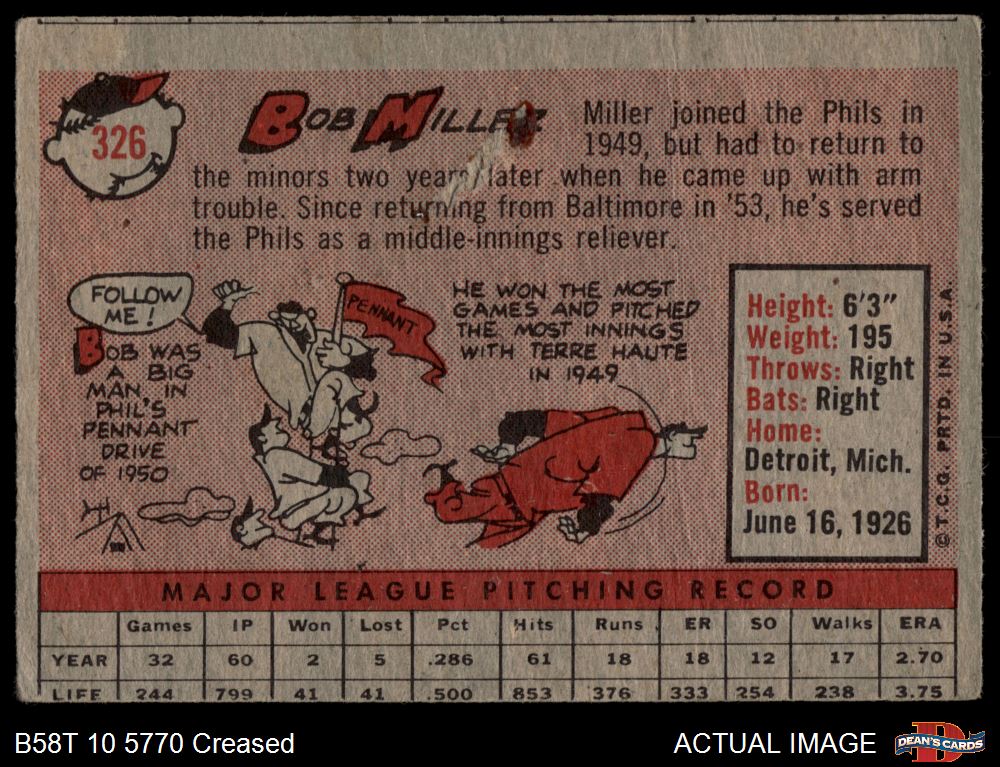 326
BOB MILLER
Miller joined the Phils in
1949, but had to return to
the minors two years later when he came up with arm
trouble. Since returning from Baltimore in '53, he's served
the Phils as a middle-innings reliever.
FOLLOW
ME!
PENNANT
BOB WAS
A BIG
MAN IN
PHIL'S
PENNANT
DRIVE
OF 1950
HE WON THE MOST
GAMES AND PITCHED
THE MOST INNINGS
WITH TERRE HAUTE
IN 1949
Height: 6'3"
Weight: 195
Throws: Right
Bats: Right
Home:
Detroit, Mich.
Born:
June 16, 1926
© T.C.G. PRTD. IN U.S.A.
MAJOR LEAGUE PITCHING RECORD
Games IP Won Lost Pct Hits Runs ER SO Walks ERA
YEAR 32 60 2 5 .286 61 18 18 12 17 2.70
LIFE 244 799 41 41 .500 853 376 333 254 238 3.75
B58T 10 5770 Creased
ACTUAL IMAGE
D
DEAN'S CARDS